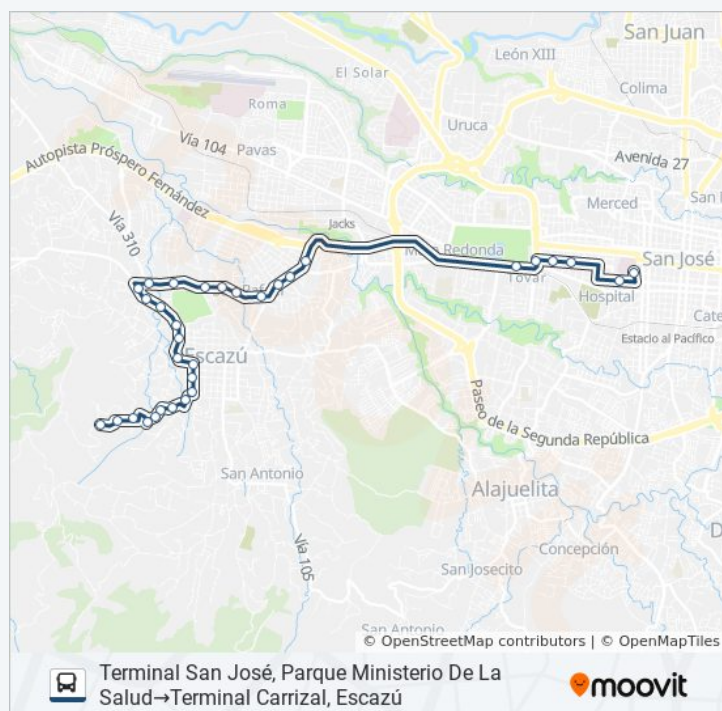 San Juan
León XIII
El Solar
Colima
Roma
Uruca
Vía 104
Pavas
Avenida 27
Autopista Próspero Fernández
Merced
San
Jacks
Vía 310
Redonda
San José
Tovar
Rafael
Hospital
Cate
Estacio al Pacífico
Escazú
Paseo de la Segunda República
San Antonio
Alajuelita
Vía 105
Concepción
San Josecito
San Antonio
© OpenStreetMap contributors | © OpenMapTiles
Terminal San José, Parque Ministerio De La
Salud→Terminal Carrizal, Escazú
moovit